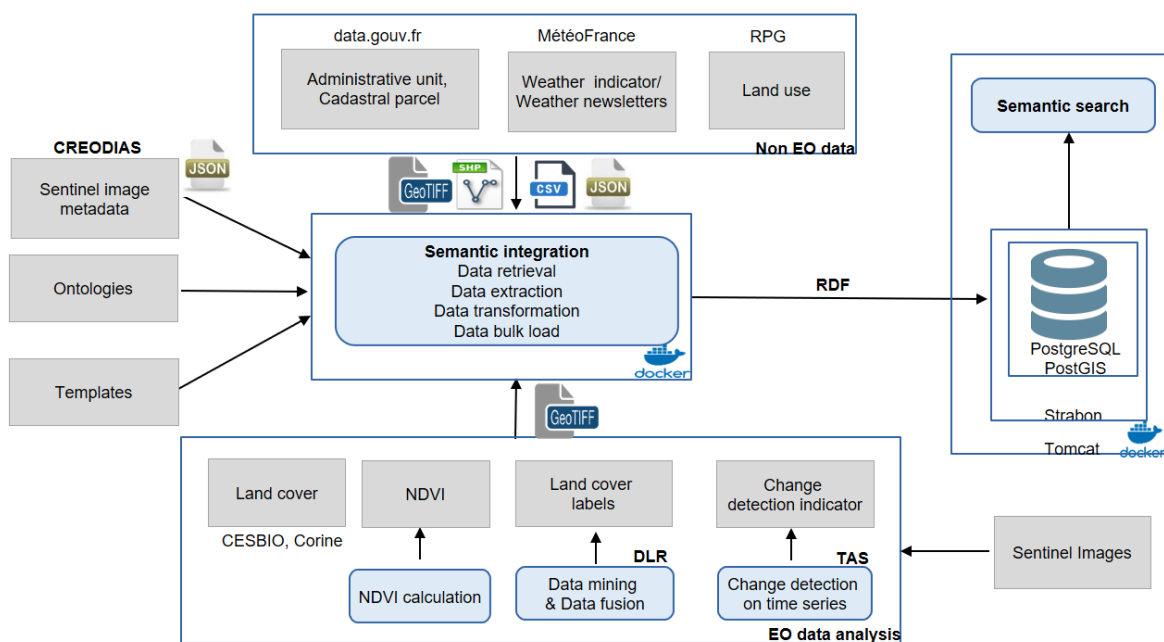 data.gouv.fr
MétéoFrance
RPG
Administrative unit,
Cadastral parcel
Weather indicator/
Weather newsletters
Land use
Non EO data
Semantic search
CREODIAS
JSON
Sentinel image
metadata
GeoTIFF
SHP
CSV
JSON
Ontologies
Templates
Semantic integration
Data retrieval
Data extraction
Data transformation
Data bulk load
docker
RDF
PostgreSQL
PostGIS
Strabon
Tomcat
docker
GeoTIFF
Land cover
NDVI
Land cover
labels
Change
detection indicator
CESBIO, Corine
DLR
TAS
NDVI calculation
Data mining
& Data fusion
Change detection
on time series
EO data analysis
Sentinel Images